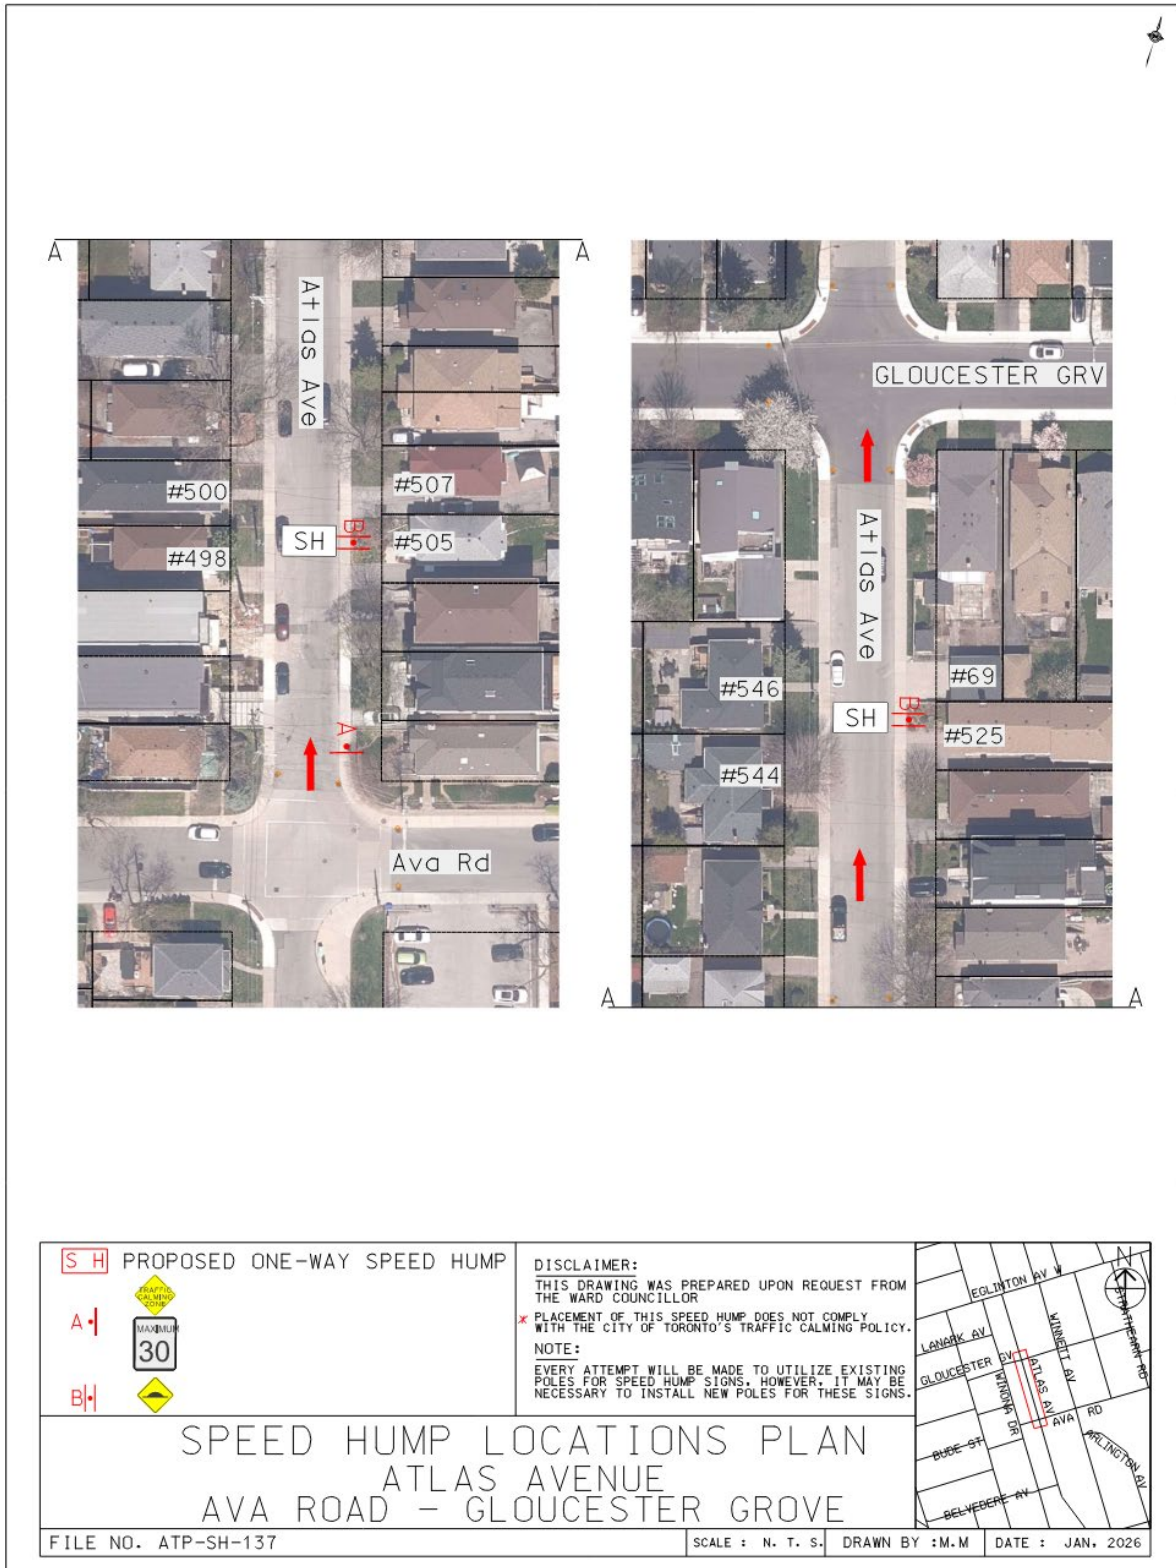 A A
Atlas Ave
#500
#507
SH
B
#505
#498
A
Ava Rd
GLOUCESTER GRV
Atlas Ave
#69
#546
B
SH
#525
#544
A A
S H PROPOSED ONE-WAY SPEED HUMP
TRAFFIC
CALMING
ZONE
A
MAXIMUM
30
B
DISCLAIMER:
THIS DRAWING WAS PREPARED UPON REQUEST FROM
THE WARD COUNCILLOR
* PLACEMENT OF THIS SPEED HUMP DOES NOT COMPLY
WITH THE CITY OF TORONTO'S TRAFFIC CALMING POLICY.
NOTE:
EVERY ATTEMPT WILL BE MADE TO UTILIZE EXISTING
POLES FOR SPEED HUMP SIGNS. HOWEVER, IT MAY BE
NECESSARY TO INSTALL NEW POLES FOR THESE SIGNS.
N
EGLINTON AV W
STRATHEARN RD
LANARK AV
WINNETT AV
GLOUCESTER GV
ATLAS AV
WINONA DR
AVA RD
BUDE ST
ARLINGTON AV
BELVEDERE AV
SPEED HUMP LOCATIONS PLAN
ATLAS AVENUE
AVA ROAD - GLOUCESTER GROVE
FILE NO. ATP-SH-137
SCALE : N. T. S.
DRAWN BY :M.M
DATE : JAN. 2026